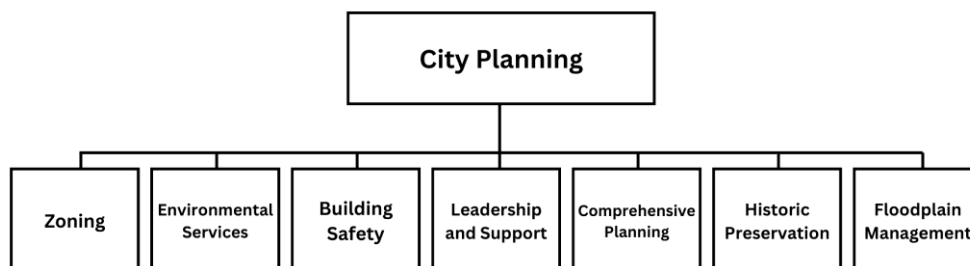 City Planning
Zoning
Environmental
Services
Building
Safety
Leadership
and Support
Comprehensive
Planning
Historic
Preservation
Floodplain
Management